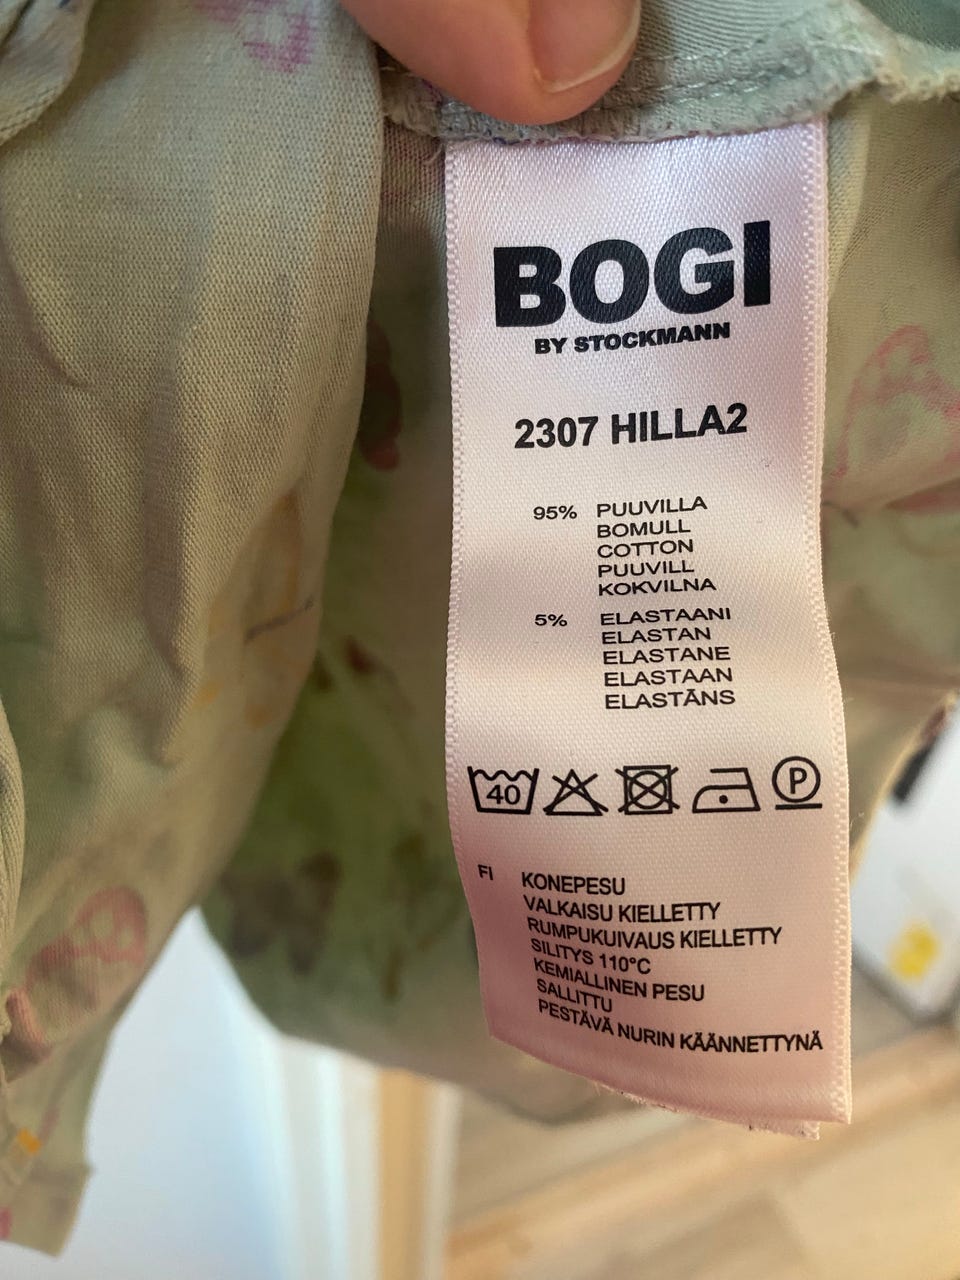 BOGI
BY STOCKMANN
2307 HILLA2
95% PUUVILLA
BOMULL
COTTON
PUUVILL
KOKVILNA
5% ELASTAANI
ELASTAN
ELASTANE
ELASTAAN
ELASTĀNS
40
P
FI KONEPESU
VALKAISU KIELLETTY
RUMPUKUIVAUS KIELLETTY
SILITYS 110°C
KEMIALLINEN PESU
SALLITTU
PESTÄVÄ NURIN KÄÄNNETTYNÄ